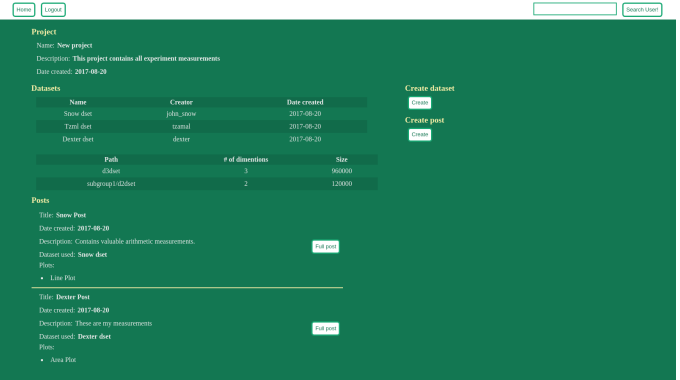 Home Logout Search User!
Project
Name: New project
Description: This project contains all experiment measurements
Date created: 2017-08-20
Datasets
Name Creator Date created
Snow dset john_snow 2017-08-20
Tzml dset tzamal 2017-08-20
Dexter dset dexter 2017-08-20
Path # of dimentions Size
d3dset 3 960000
subgroup1/d2dset 2 120000
Create dataset
Create
Create post
Create
Posts
Title: Snow Post
Date created: 2017-08-20
Description: Contains valuable arithmetic measurements.
Full post
Dataset used: Snow dset
Plots:
Line Plot
Title: Dexter Post
Date created: 2017-08-20
Description: These are my measurements
Full post
Dataset used: Dexter dset
Plots:
Area Plot